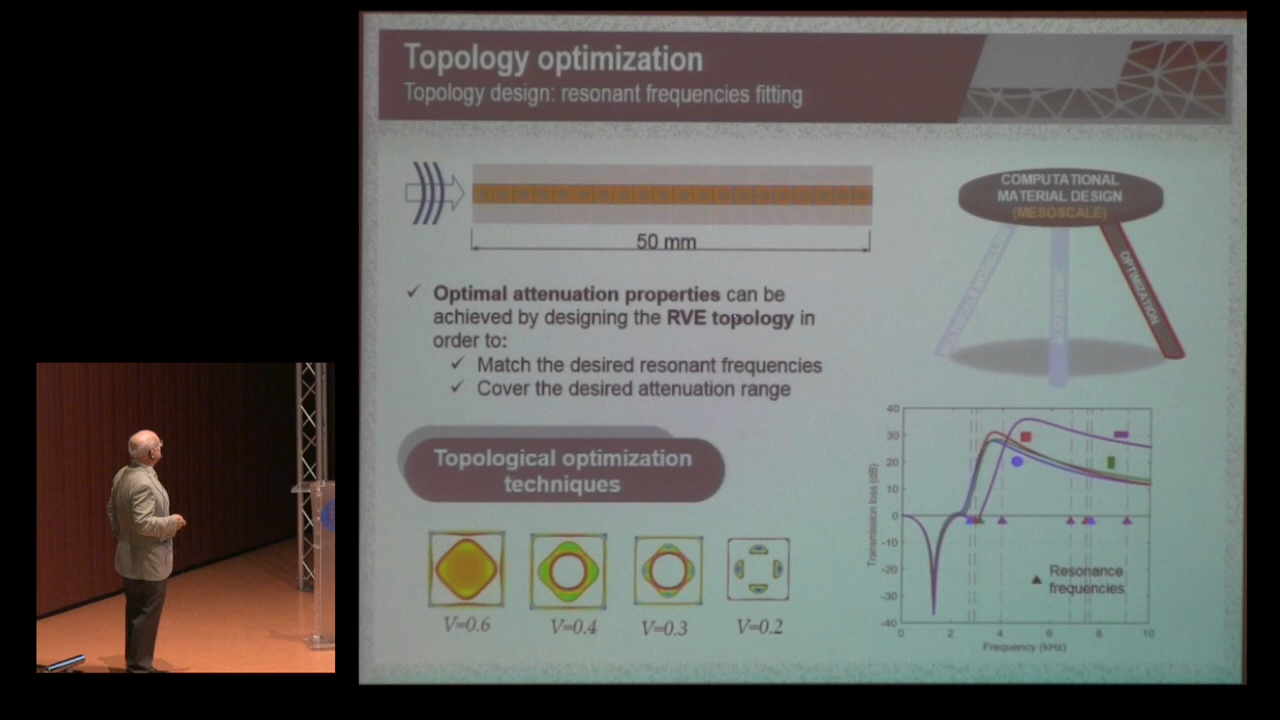 Topology optimization
Topology design: resonant frequencies fitting
50 mm
COMPUTATIONAL
MATERIAL DESIGN
(MESOSCALE)
OPTIMIZATION
✓ Optimal attenuation properties can be
achieved by designing the RVE topology in
order to:
✓ Match the desired resonant frequencies
✓ Cover the desired attenuation range
Topological optimization
techniques
V=0.6
V=0.4
V=0.3
V=0.2
Transmission loss (dB)
40
30
20
10
0
-10
-20
-30
-40
Resonance
frequencies
0 2 4 6 8 10
Frequency (kHz)